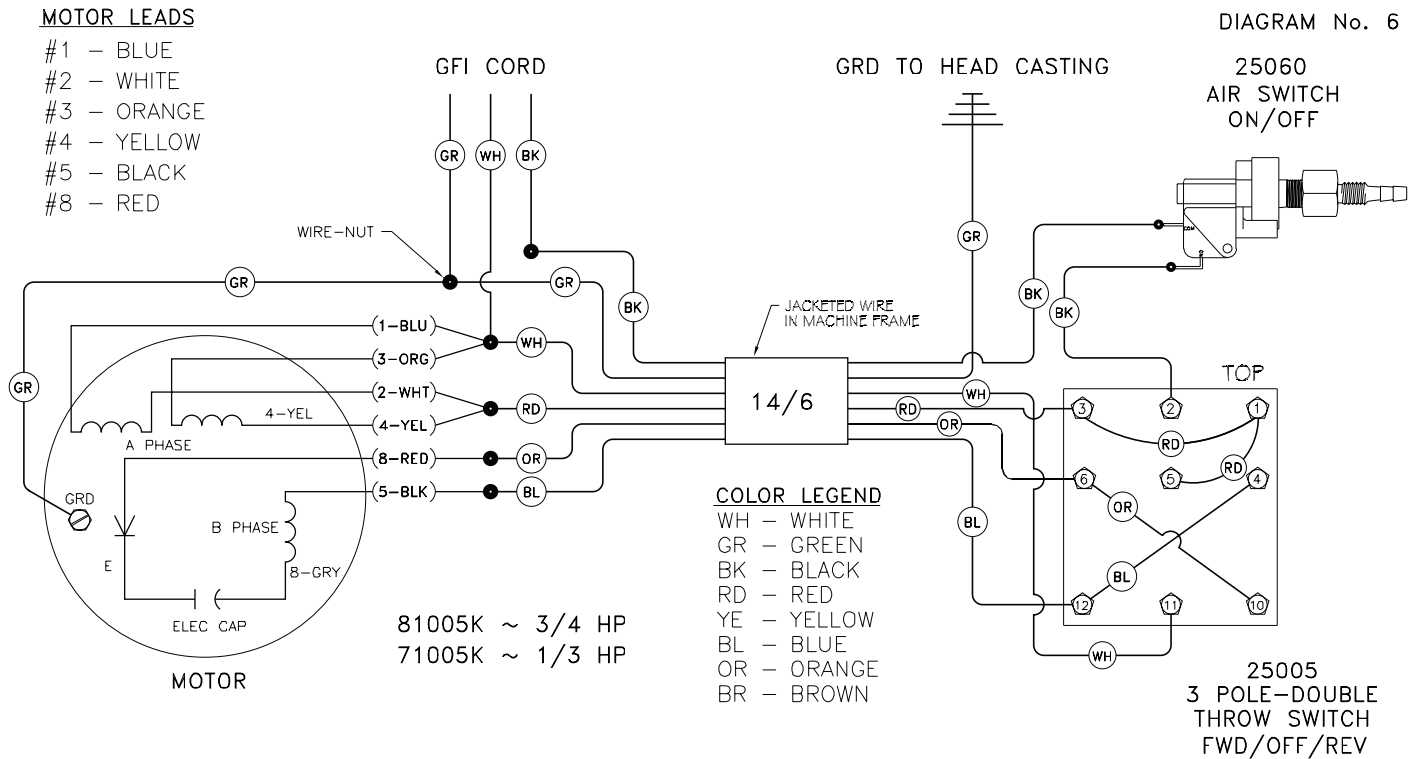 MOTOR LEADS
#1 - BLUE
#2 - WHITE
#3 - ORANGE
#4 - YELLOW
#5 - BLACK
#8 - RED
DIAGRAM No. 6
GFI CORD
GRD TO HEAD CASTING
25060
AIR SWITCH
ON/OFF
GR
WH
BK
WIRE-NUT
GR
GR
GR
BK
BK
BK
COM
JACKETED WIRE
IN MACHINE FRAME
(1-BLU)
WH
(3-ORG)
GR
(2-WHT)
RD
4-YEL
(4-YEL)
A PHASE
(8-RED)
OR
(5-BLK)
BL
14/6
WH
RD
OR
BL
TOP
3
2
1
RD
RD
6
5
4
OR
BL
12
11
10
WH
GRD
B PHASE
E
8-GRY
ELEC CAP
MOTOR
81005K ~ 3/4 HP
71005K ~ 1/3 HP
COLOR LEGEND
WH - WHITE
GR - GREEN
BK - BLACK
RD - RED
YE - YELLOW
BL - BLUE
OR - ORANGE
BR - BROWN
25005
3 POLE-DOUBLE
THROW SWITCH
FWD/OFF/REV